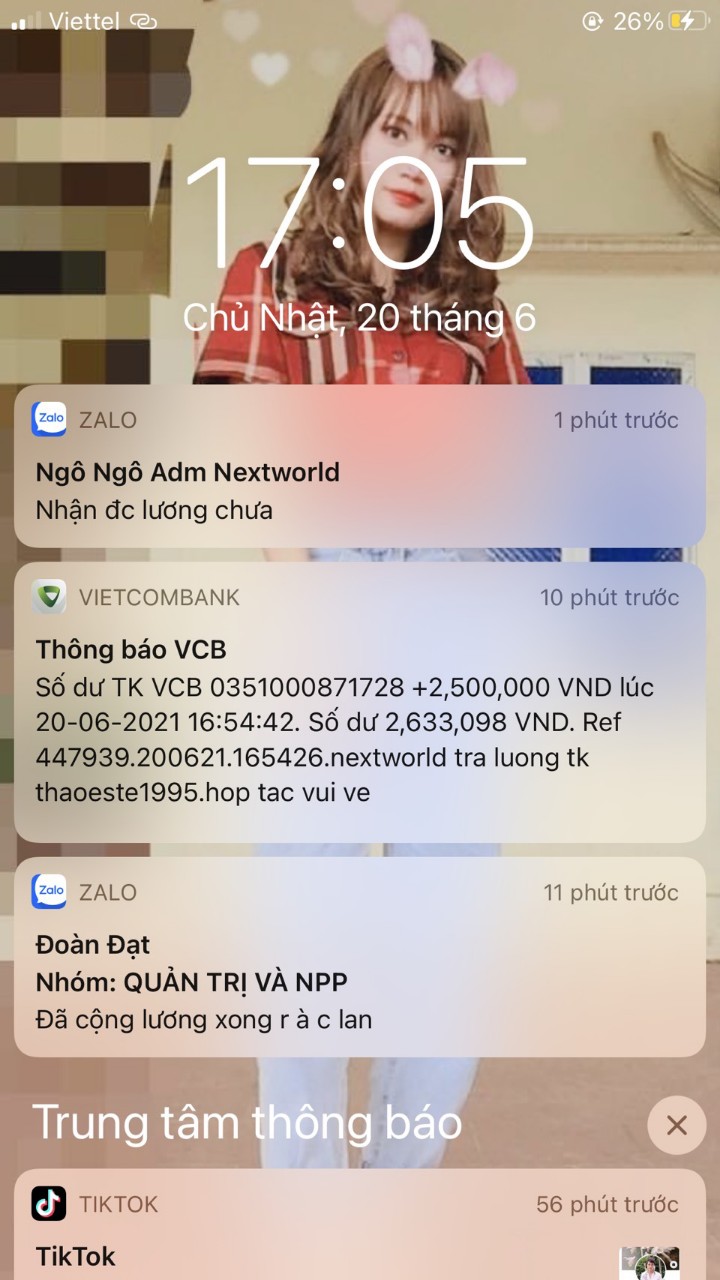 Viettel 26%
17:05
Chủ Nhật, 20 tháng 6
Zalo ZALO 1 phút trước
Ngô Ngô Adm Nextworld
Nhận đc lương chưa
VIETCOMBANK 10 phút trước
Thông báo VCB
Số dư TK VCB 0351000871728 +2,500,000 VND lúc
20-06-2021 16:54:42. Số dư 2,633,098 VND. Ref
447939.200621.165426.nextworld tra luong tk
thaoeste1995.hop tac vui ve
Zalo ZALO 11 phút trước
Đoàn Đạt
Nhóm: QUẢN TRỊ VÀ NPP
Đã cộng lương xong r à c lan
Trung tâm thông báo
TIKTOK 56 phút trước
TikTok